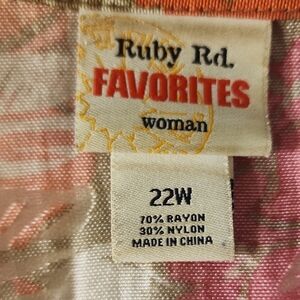 Ruby Rd.
FAVORITES
woman
22W
70% RAYON
30% NYLON
MADE IN CHINA